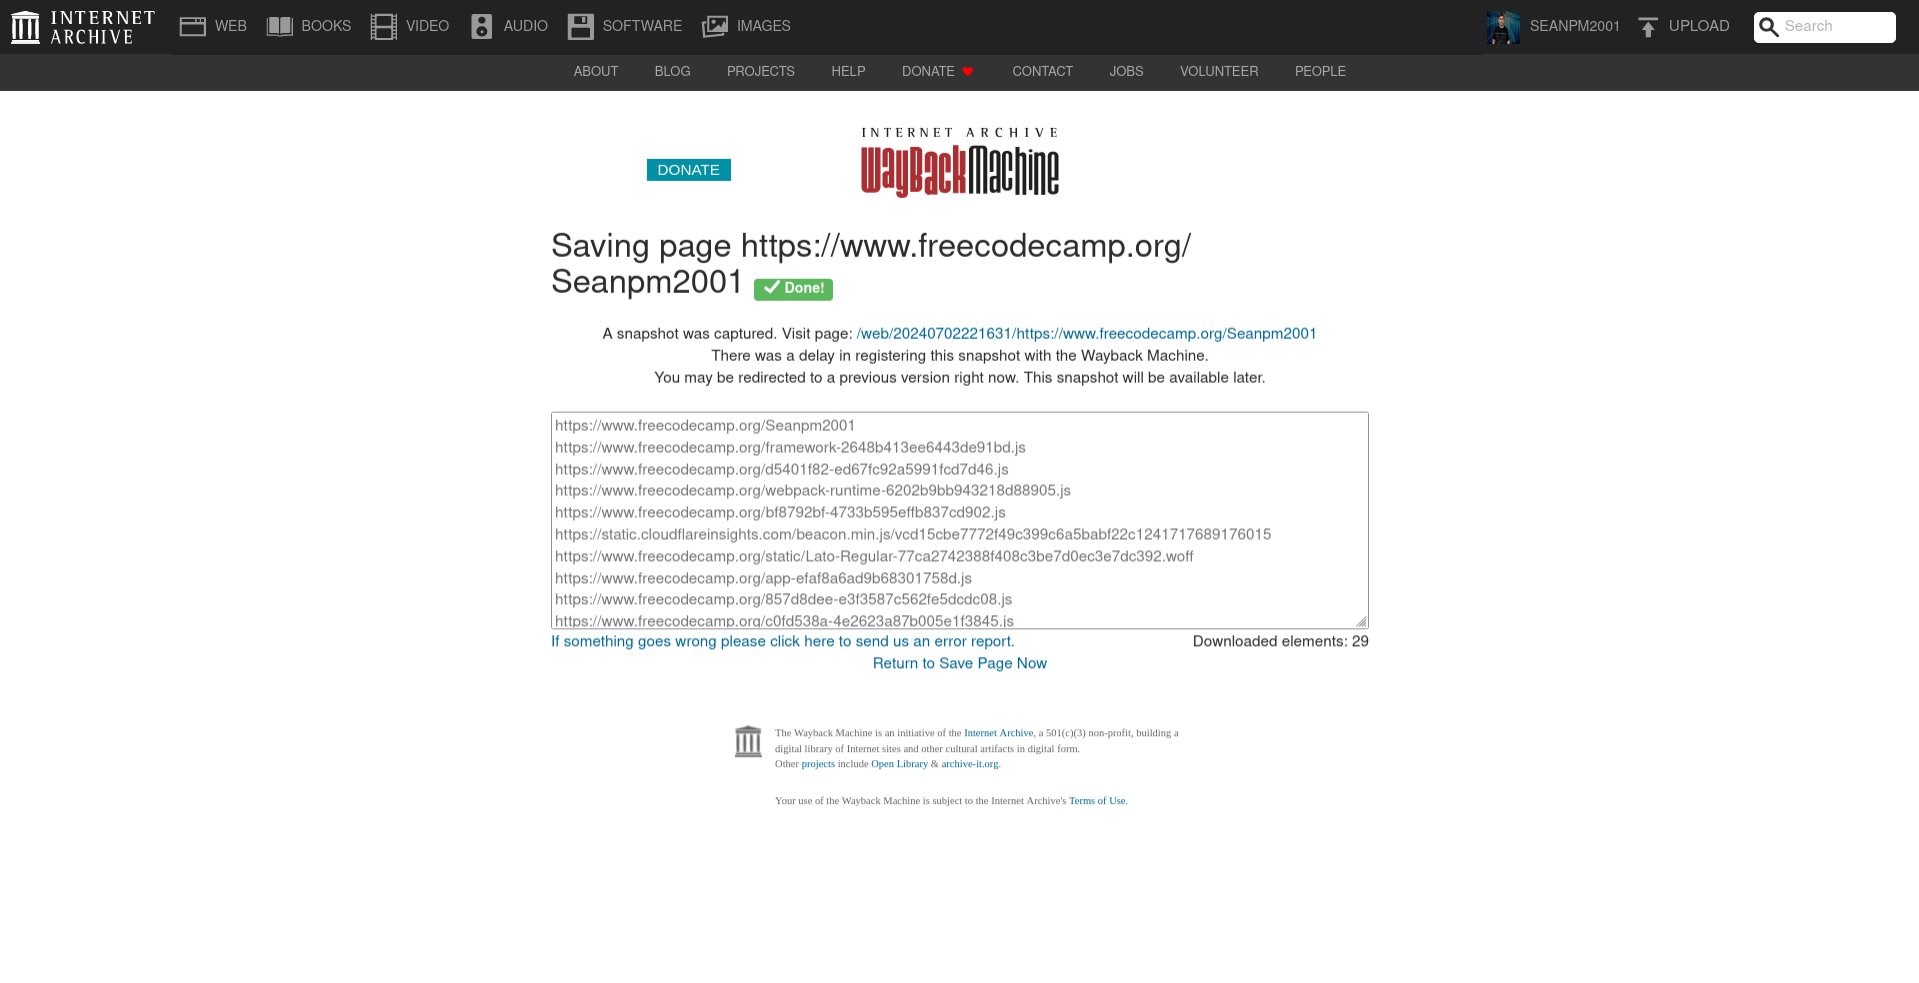 INTERNET
ARCHIVE
WEB
BOOKS
VIDEO
AUDIO
SOFTWARE
IMAGES
SEANPM2001
UPLOAD
Search
ABOUT
BLOG
PROJECTS
HELP
DONATE
CONTACT
JOBS
VOLUNTEER
PEOPLE
INTERNET ARCHIVE
WayBackMachine
DONATE
Saving page https://www.freecodecamp.org/
Seanpm2001 Done!
A snapshot was captured. Visit page: /web/20240702221631/https://www.freecodecamp.org/Seanpm2001
There was a delay in registering this snapshot with the Wayback Machine.
You may be redirected to a previous version right now. This snapshot will be available later.
https://www.freecodecamp.org/Seanpm2001
https://www.freecodecamp.org/framework-2648b413ee6443de91bd.js
https://www.freecodecamp.org/d5401f82-ed67fc92a5991fcd7d46.js
https://www.freecodecamp.org/webpack-runtime-6202b9bb943218d88905.js
https://www.freecodecamp.org/bf8792bf-4733b595effb837cd902.js
https://static.cloudflareinsights.com/beacon.min.js/vcd15cbe7772f49c399c6a5babf22c1241717689176015
https://www.freecodecamp.org/static/Lato-Regular-77ca2742388f408c3be7d0ec3e7dc392.woff
https://www.freecodecamp.org/app-efaf8a6ad9b68301758d.js
https://www.freecodecamp.org/857d8dee-e3f3587c562fe5dcdc08.js
https://www.freecodecamp.org/c0fd538a-4e2623a87b005e1f3845.js
If something goes wrong please click here to send us an error report.
Downloaded elements: 29
Return to Save Page Now
The Wayback Machine is an initiative of the Internet Archive, a 501(c)(3) non-profit, building a
digital library of Internet sites and other cultural artifacts in digital form.
Other projects include Open Library & archive-it.org.
Your use of the Wayback Machine is subject to the Internet Archive's Terms of Use.